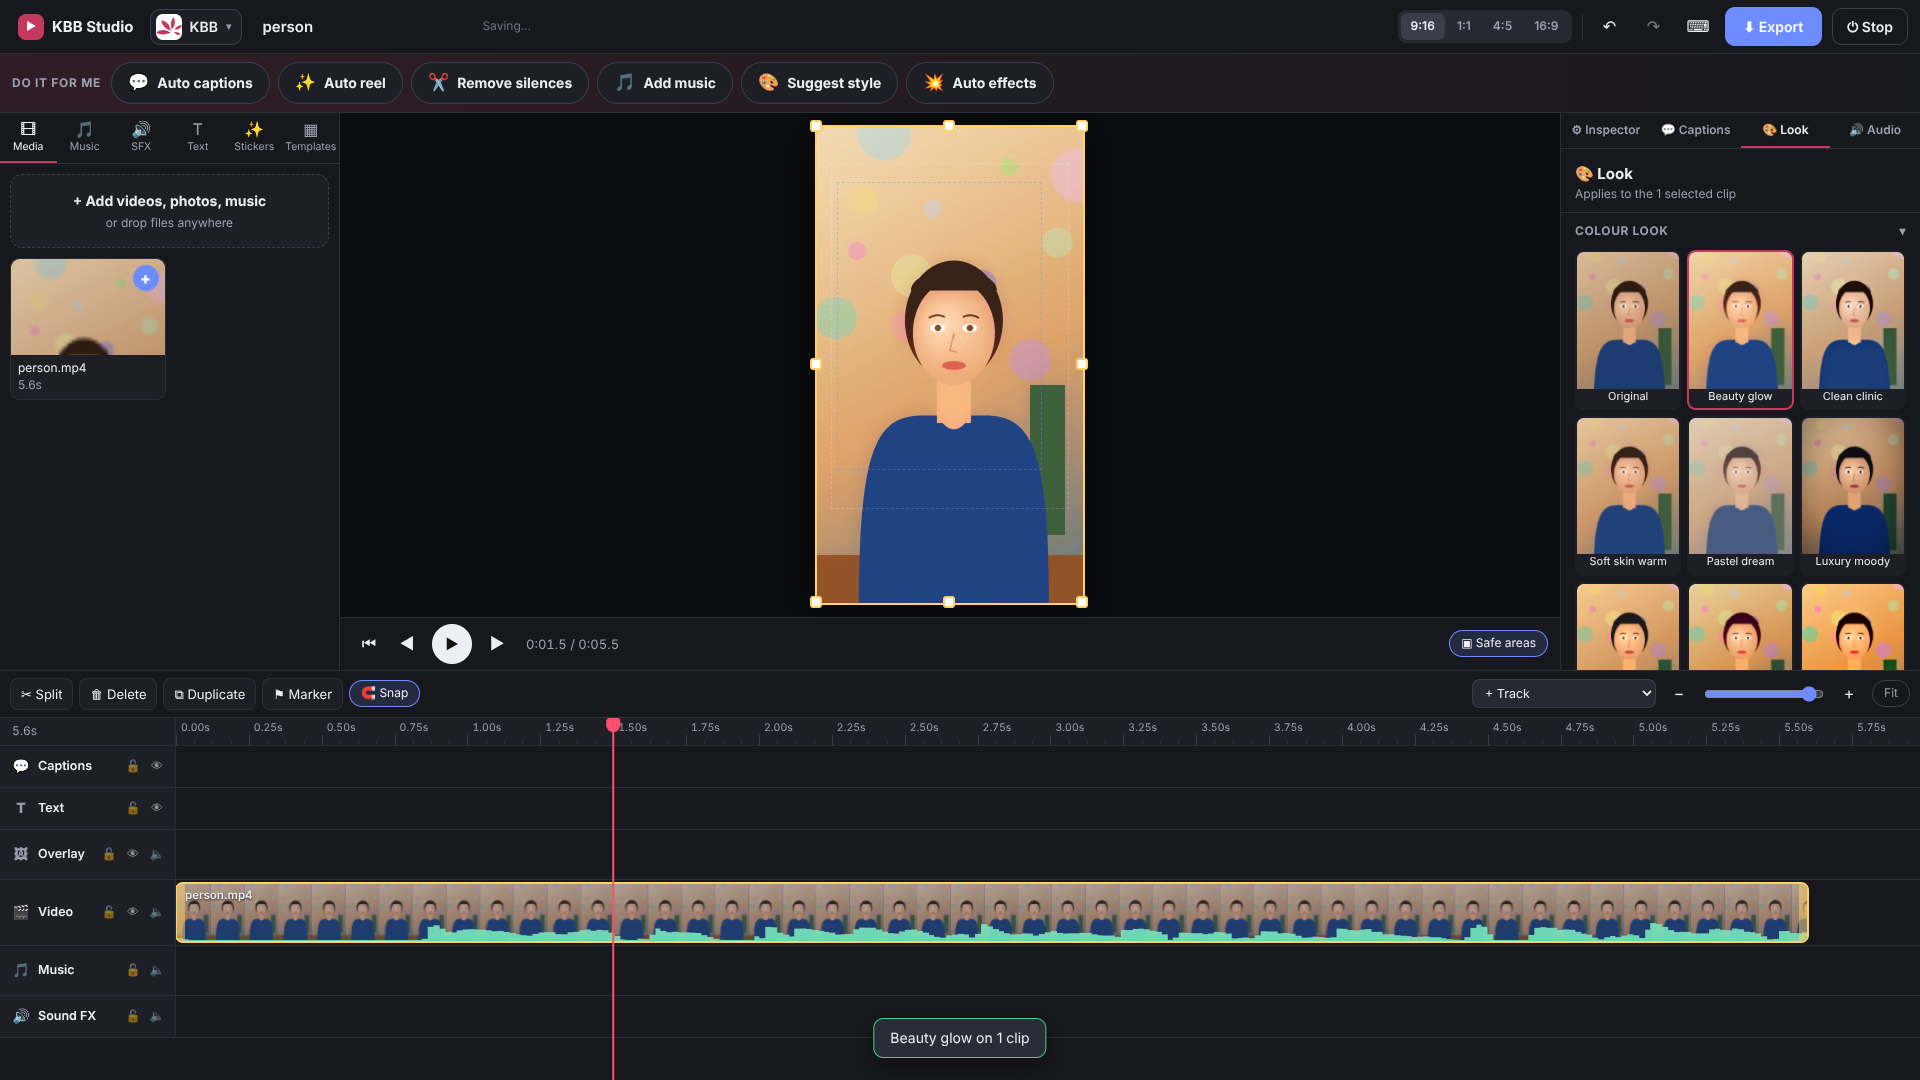 KBB Studio
KBB
person
Saving...
9:16
1:1
4:5
16:9
Export
Stop
DO IT FOR ME
Auto captions
Auto reel
Remove silences
Add music
Suggest style
Auto effects
Media
Music
SFX
Text
Stickers
Templates
+ Add videos, photos, music
or drop files anywhere
person.mp4
5.6s
0:01.5 / 0:05.5
Safe areas
Inspector
Captions
Look
Audio
Look
Applies to the 1 selected clip
COLOUR LOOK
Original
Beauty glow
Clean clinic
Soft skin warm
Pastel dream
Luxury moody
Split
Delete
Duplicate
Marker
Snap
+ Track
Fit
5.6s
0.00s
0.25s
0.50s
0.75s
1.00s
1.25s
1.50s
1.75s
2.00s
2.25s
2.50s
2.75s
3.00s
3.25s
3.50s
3.75s
4.00s
4.25s
4.50s
4.75s
5.00s
5.25s
5.50s
5.75s
Captions
T Text
Overlay
Video
person.mp4
Music
Sound FX
Beauty glow on 1 clip